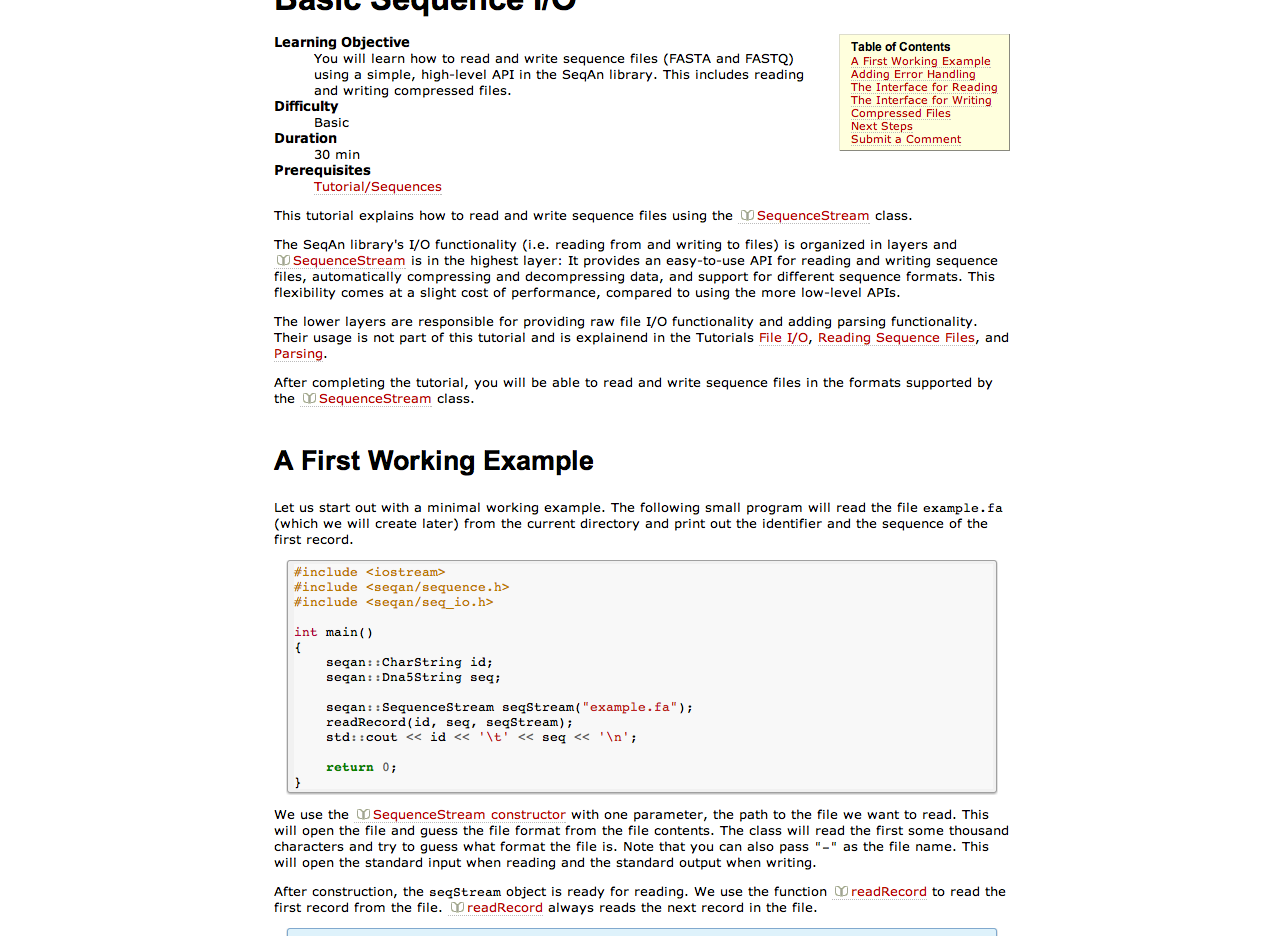 Basic Sequence I/O
Learning Objective
You will learn how to read and write sequence files (FASTA and FASTQ)
using a simple, high-level API in the SeqAn library. This includes reading
and writing compressed files.
Difficulty
Basic
Duration
30 min
Prerequisites
Tutorial/Sequences
Table of Contents
A First Working Example
Adding Error Handling
The Interface for Reading
The Interface for Writing
Compressed Files
Next Steps
Submit a Comment
This tutorial explains how to read and write sequence files using the SequenceStream class.
The SeqAn library's I/O functionality (i.e. reading from and writing to files) is organized in layers and
SequenceStream is in the highest layer: It provides an easy-to-use API for reading and writing sequence
files, automatically compressing and decompressing data, and support for different sequence formats. This
flexibility comes at a slight cost of performance, compared to using the more low-level APIs.
The lower layers are responsible for providing raw file I/O functionality and adding parsing functionality.
Their usage is not part of this tutorial and is explainend in the Tutorials File I/O, Reading Sequence Files, and
Parsing.
After completing the tutorial, you will be able to read and write sequence files in the formats supported by
the SequenceStream class.
A First Working Example
Let us start out with a minimal working example. The following small program will read the file example.fa
(which we will create later) from the current directory and print out the identifier and the sequence of the
first record.
#include <iostream>
#include <seqan/sequence.h>
#include <seqan/seq_io.h>
int main()
{
    seqan::CharString id;
    seqan::Dna5String seq;
    seqan::SequenceStream seqStream("example.fa");
    readRecord(id, seq, seqStream);
    std::cout << id << '\t' << seq << '\n';
    return 0;
}
We use the SequenceStream constructor with one parameter, the path to the file we want to read. This
will open the file and guess the file format from the file contents. The class will read the first some thousand
characters and try to guess what format the file is. Note that you can also pass "-" as the file name. This
will open the standard input when reading and the standard output when writing.
After construction, the seqStream object is ready for reading. We use the function readRecord to read the
first record from the file. readRecord always reads the next record in the file.